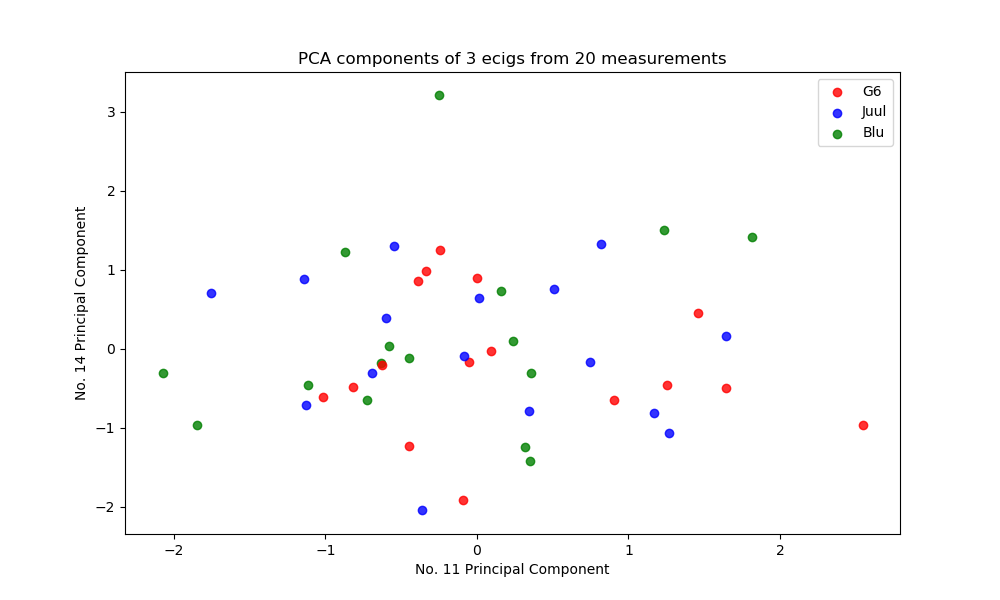 PCA components of 3 ecigs from 20 measurements
G6
Juul
Blu
3
2
1
0
−1
−2
No. 14 Principal Component
−2
−1
0
1
2
No. 11 Principal Component